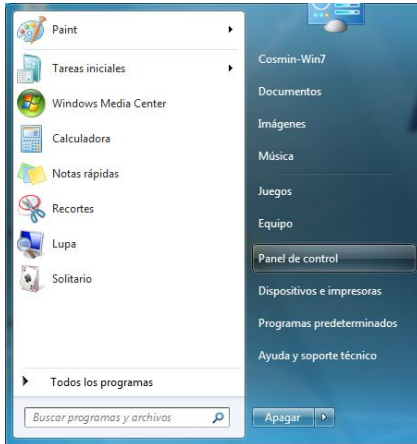 Paint
Tareas iniciales
Windows Media Center
Calculadora
Notas rápidas
Recortes
Lupa
Solitario
Todos los programas
Buscar programas y archivos
Cosmin-Win7
Documentos
Imágenes
Música
Juegos
Equipo
Panel de control
Dispositivos e impresoras
Programas predeterminados
Ayuda y soporte técnico
Apagar